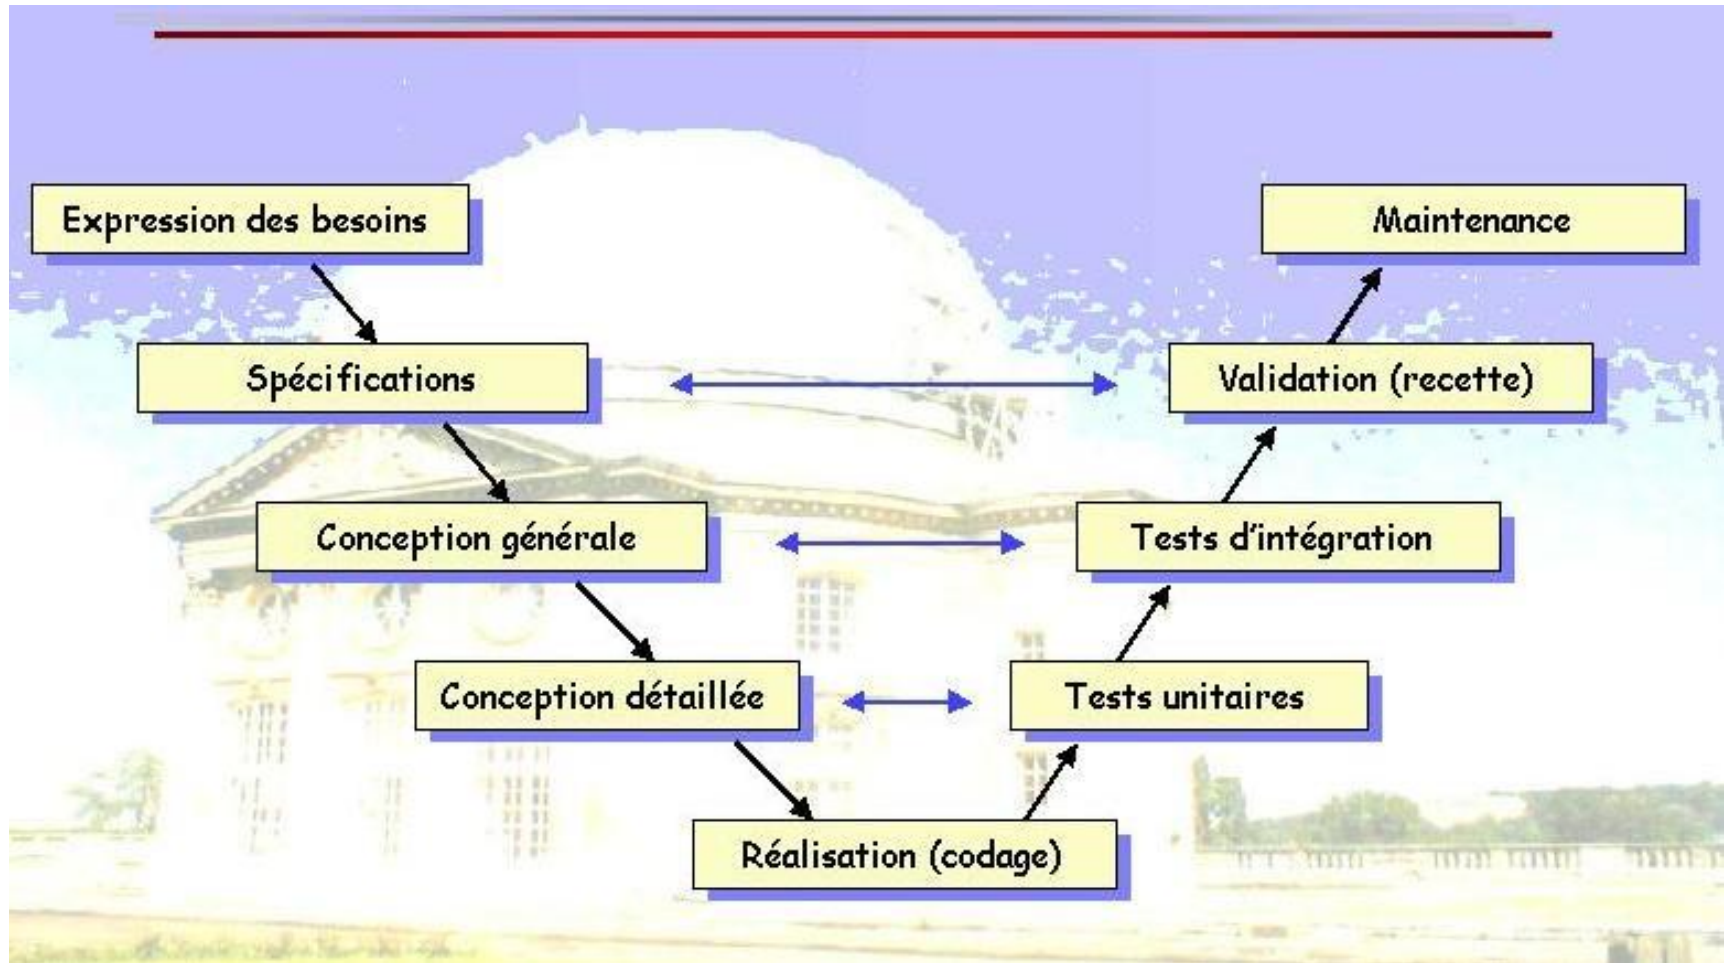 Expression des besoins
Maintenance
Spécifications
Validation (recette)
Conception générale
Tests d'intégration
Conception détaillée
Tests unitaires
Réalisation (codage)